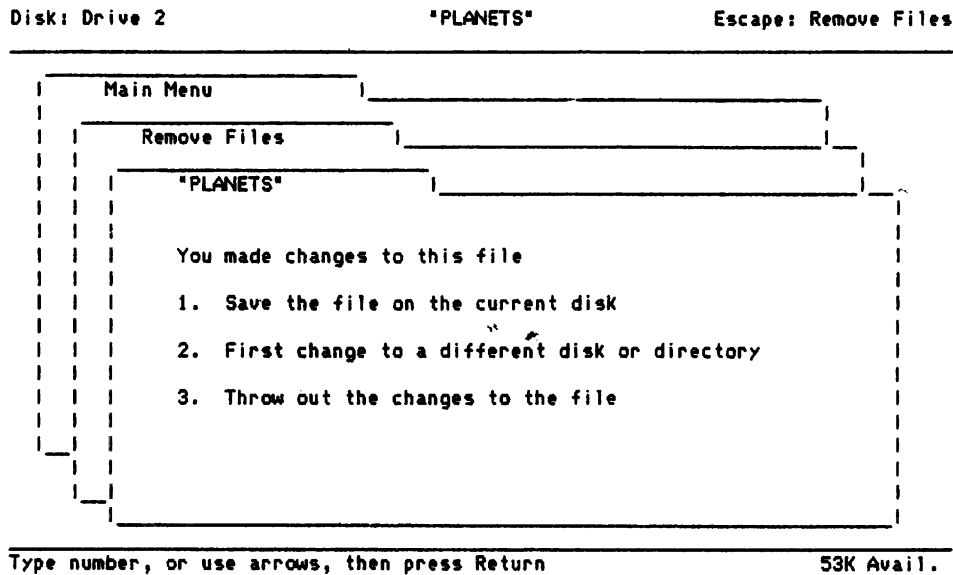 Disk: Drive 2 "PLANETS" Escape: Remove Files
Main Menu
Remove Files
"PLANETS"
You made changes to this file
1. Save the file on the current disk
2. First change to a different disk or directory
3. Throw out the changes to the file
Type number, or use arrows, then press Return 53K Avail.